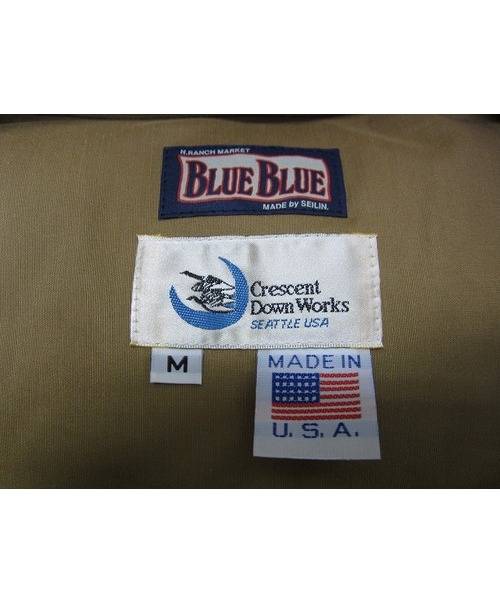 H.RANCH MARKET
BLUE BLUE
MADE by SEILIN.
Crescent
Down Works
SEATTLE USA
M
MADE IN
U. S. A.